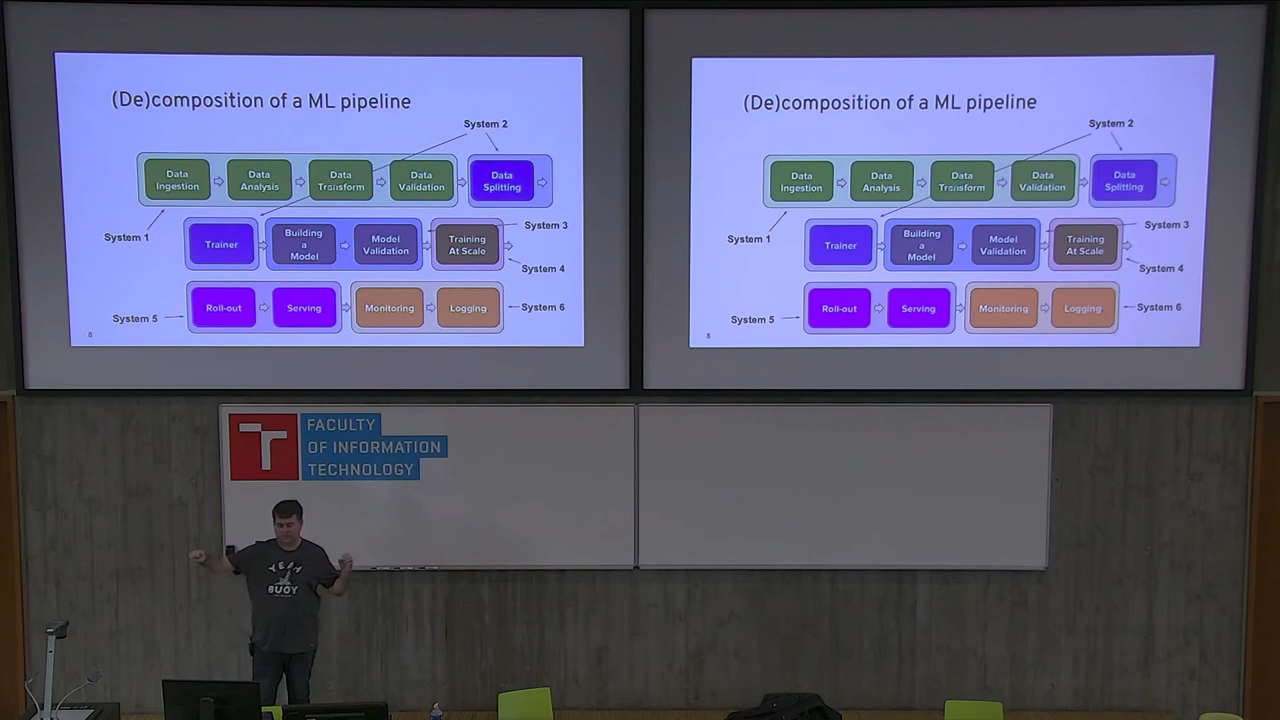 (De)composition of a ML pipeline
System 2
Data Ingestion
Data Analysis
Data Transform
Data Validation
Data Splitting
System 1
Trainer
Building a Model
Model Validation
Training At Scale
System 3
System 4
Roll-out
Serving
Monitoring
Logging
System 5
System 6
8
(De)composition of a ML pipeline
System 2
Data Ingestion
Data Analysis
Data Transform
Data Validation
Data Splitting
System 1
Trainer
Building a Model
Model Validation
Training At Scale
System 3
System 4
Roll-out
Serving
Monitoring
Logging
System 5
System 6
8
FACULTY
OF INFORMATION
TECHNOLOGY
YEAH
BUOY